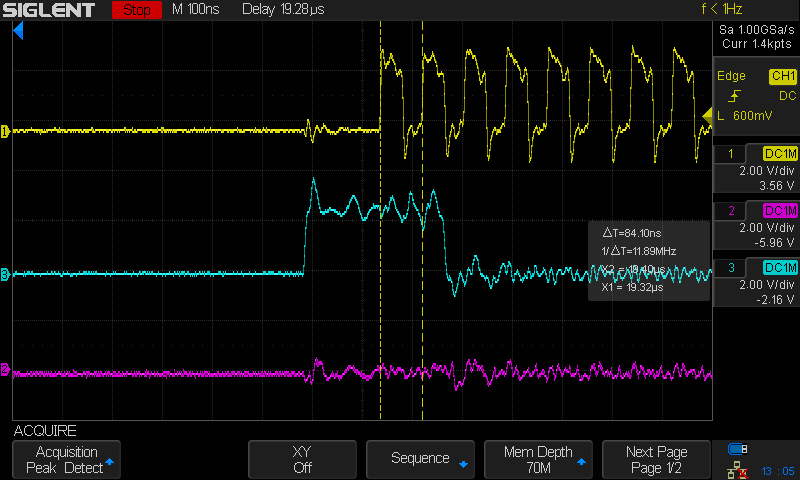 SIGLENT Stop M 100ns Delay 19.28µs f < 1Hz
Sa 1.00GSa/s
Curr 1.4kpts
Edge CH1
DC
L 600mV
1 DC1M
2.00 V/div
3.56 V
2 DC1M
2.00 V/div
-5.96 V
3 DC1M
2.00 V/div
-2.16 V
1
3
2
△T=84.10ns
1/△T=11.89MHz
X2 = 19.40µs
X1 = 19.32µs
ACQUIRE
Acquisition
Peak Detect
XY
Off
Sequence
Mem Depth
70M
Next Page
Page 1/2
13 : 05